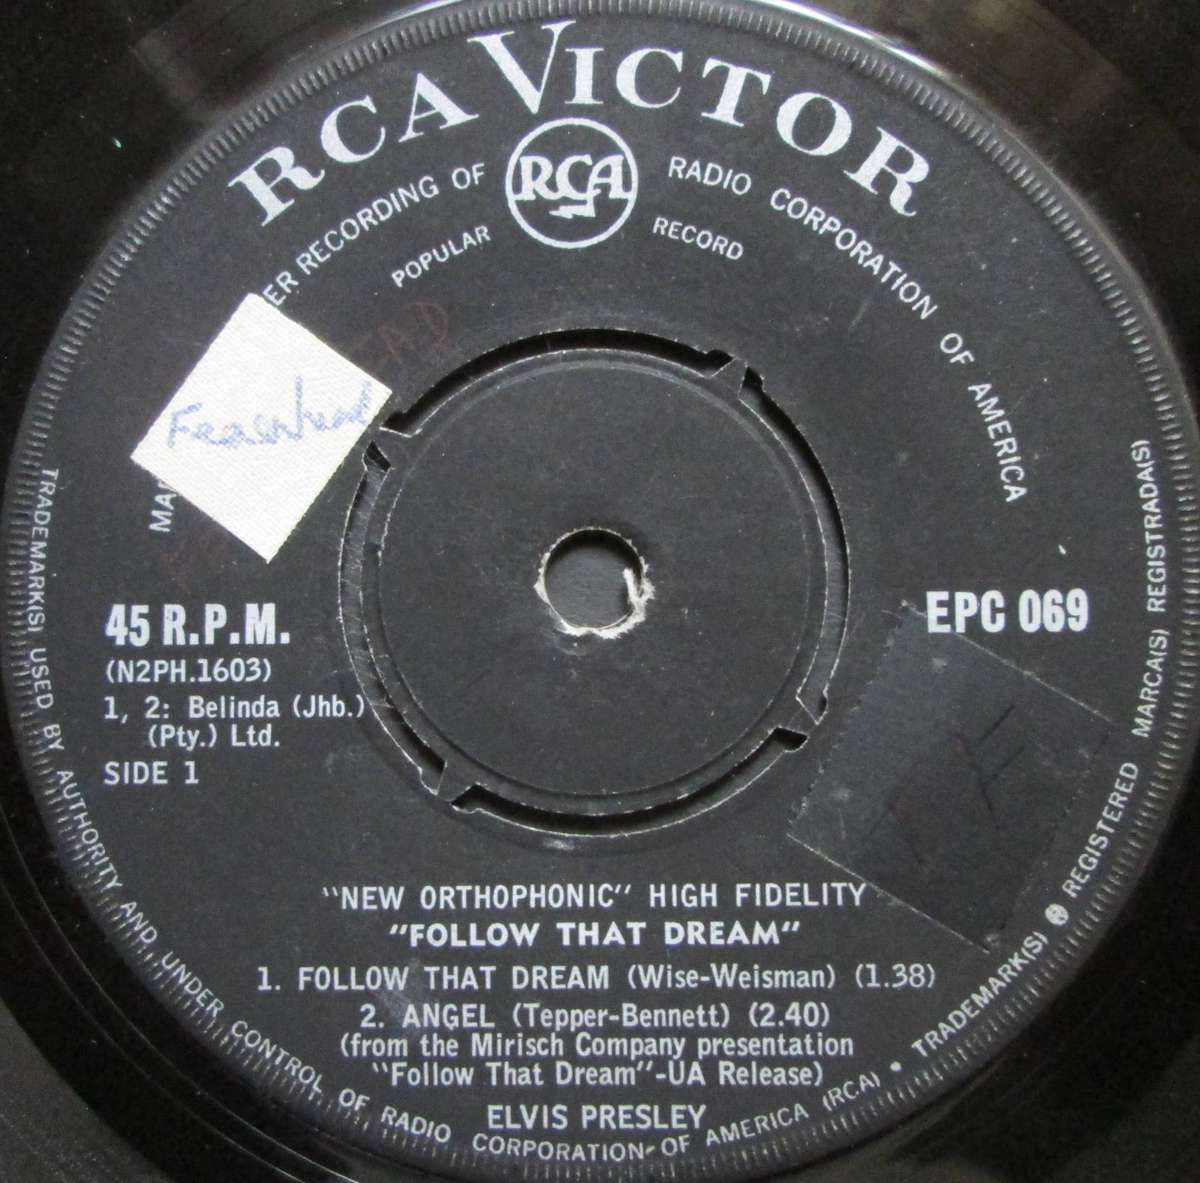 RCA VICTOR
RCA
ER RECORDING OF RADIO CORPORATION OF AMERICA
POPULAR RECORD
45 R.P.M.
EPC 069
(N2PH.1603)
1, 2: Belinda (Jhb.)
(Pty.) Ltd.
SIDE 1
"NEW ORTHOPHONIC" HIGH FIDELITY
"FOLLOW THAT DREAM"
1. FOLLOW THAT DREAM (Wise-Weisman) (1.38)
2. ANGEL (Tepper-Bennett) (2.40)
(from the Mirisch Company presentation
"Follow That Dream"-UA Release)
ELVIS PRESLEY
TRADEMARK(S) USED BY AUTHORITY AND UNDER CONTROL OF RADIO CORPORATION OF AMERICA (RCA) • TRADEMARK(S) ® REGISTERED MARCA(S) REGISTRADA(S)